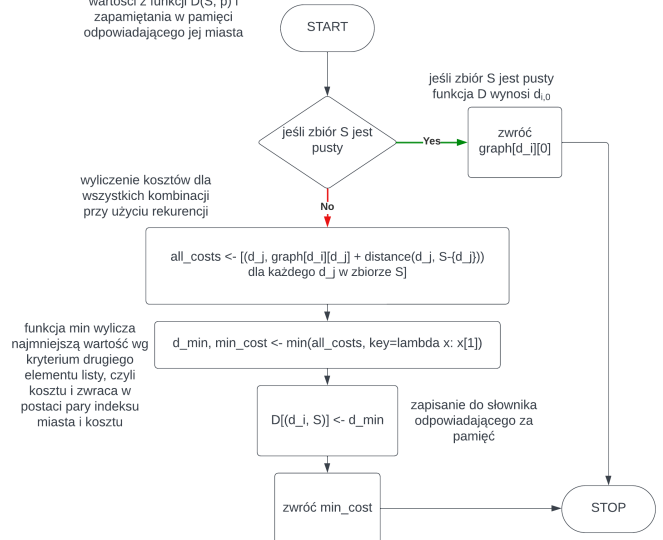 wartości z funkcji D(S, p) i
zapamiętania w pamięci
odpowiadającego jej miasta
START
jeśli zbiór S jest pusty
funkcja D wynosi d_{i,0}
jeśli zbiór S jest
pusty
Yes
zwróć
graph[d_i][0]
No
wyliczenie kosztów dla
wszystkich kombinacji
przy użyciu rekurencji
all_costs <- [(d_j, graph[d_i][d_j] + distance(d_j, S-{d_j}))
dla każdego d_j w zbiorze S]
funkcja min wylicza
najmniejszą wartość wg
kryterium drugiego
elementu listy, czyli
kosztu i zwraca w
postaci pary indeksu
miasta i kosztu
d_min, min_cost <- min(all_costs, key=lambda x: x[1])
D[(d_i, S)] <- d_min
zapisanie do słownika
odpowiadającego za
pamięć
zwróć min_cost
STOP